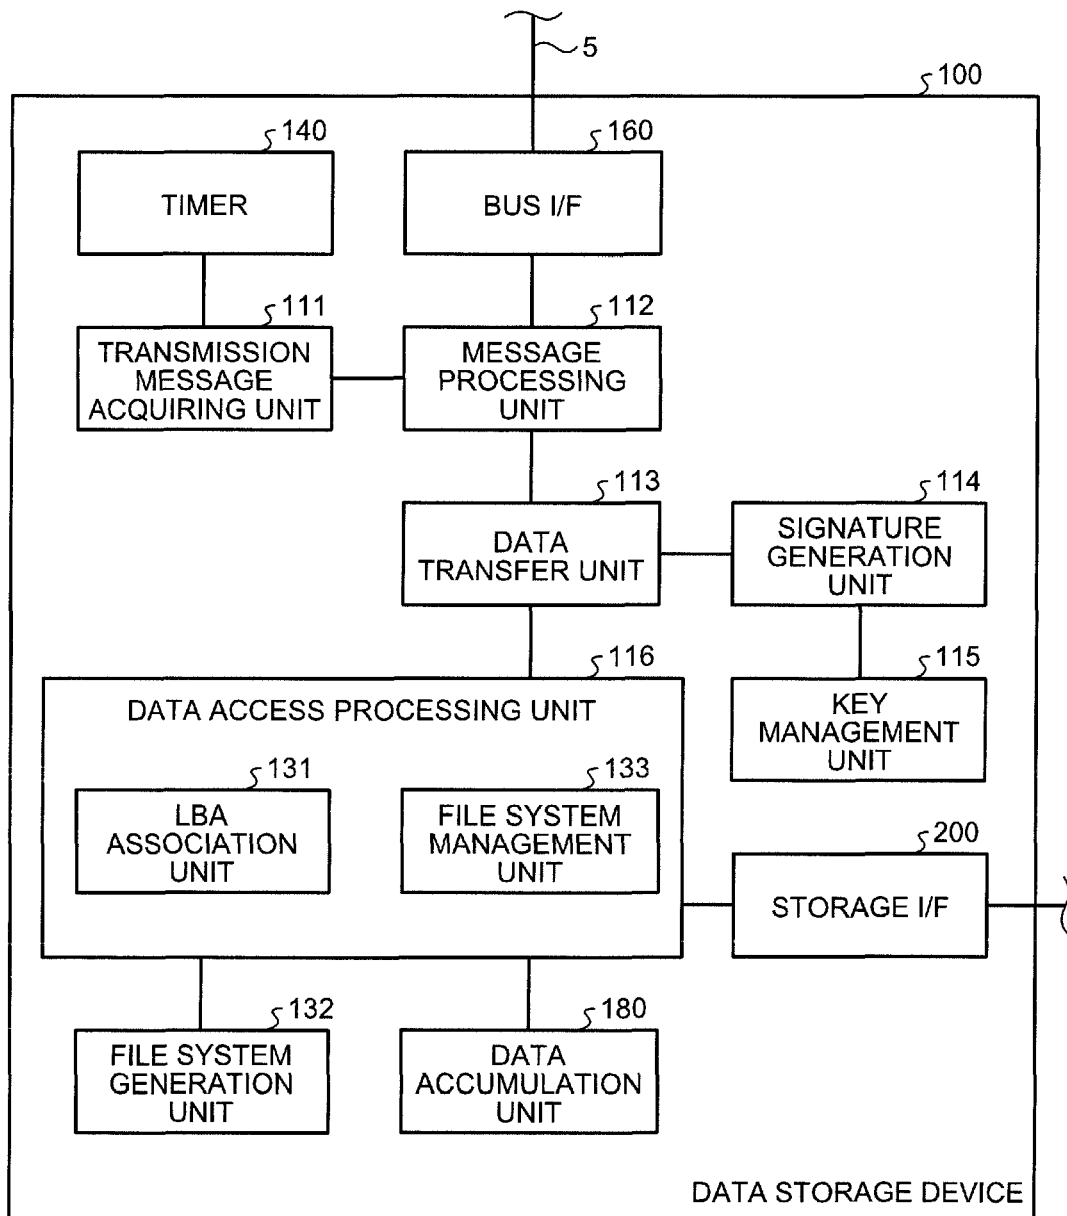 5
100
140
160
TIMER
BUS I/F
111
112
TRANSMISSION
MESSAGE
ACQUIRING UNIT
MESSAGE
PROCESSING
UNIT
113
114
DATA
TRANSFER UNIT
SIGNATURE
GENERATION
UNIT
116
115
DATA ACCESS PROCESSING UNIT
KEY
MANAGEMENT
UNIT
131
133
LBA
ASSOCIATION
UNIT
FILE SYSTEM
MANAGEMENT
UNIT
200
STORAGE I/F
132
180
FILE SYSTEM
GENERATION
UNIT
DATA
ACCUMULATION
UNIT
DATA STORAGE DEVICE